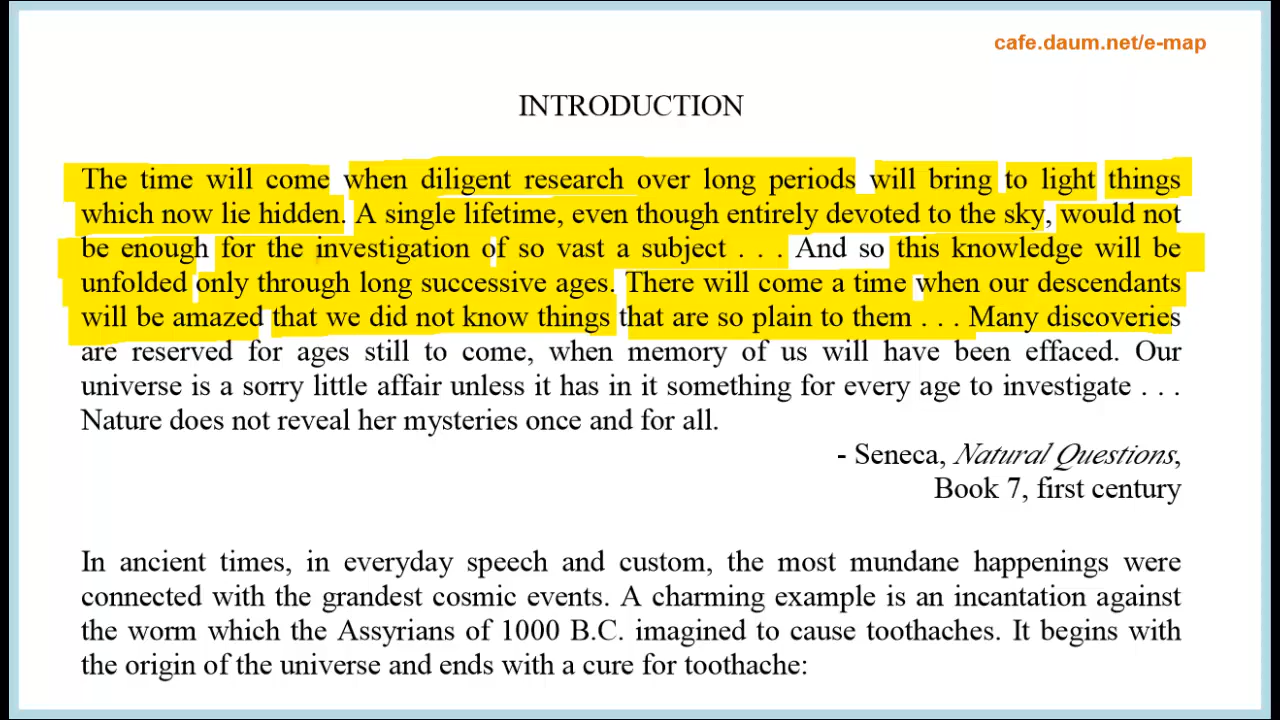 cafe.daum.net/e-map
INTRODUCTION
The time will come when diligent research over long periods will bring to light things
which now lie hidden. A single lifetime, even though entirely devoted to the sky, would not
be enough for the investigation of so vast a subject . . . And so this knowledge will be
unfolded only through long successive ages. There will come a time when our descendants
will be amazed that we did not know things that are so plain to them . . . Many discoveries
are reserved for ages still to come, when memory of us will have been effaced. Our
universe is a sorry little affair unless it has in it something for every age to investigate . . .
Nature does not reveal her mysteries once and for all.
- Seneca, Natural Questions,
Book 7, first century
In ancient times, in everyday speech and custom, the most mundane happenings were
connected with the grandest cosmic events. A charming example is an incantation against
the worm which the Assyrians of 1000 B.C. imagined to cause toothaches. It begins with
the origin of the universe and ends with a cure for toothache: